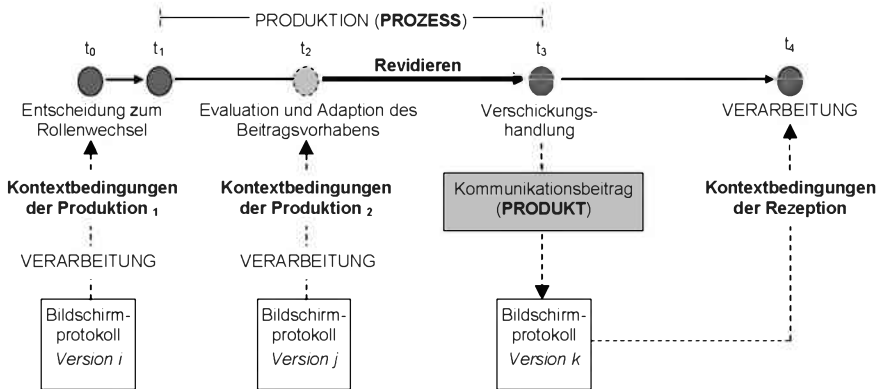 PRODUKTION (PROZESS)
t0 t1 t2 t3 t4
Revidieren
Entscheidung zum
Rollenwechsel
Evaluation und Adaption des
Beitragsvorhabens
Verschickungs-
handlung
VERARBEITUNG
Kontextbedingungen
der Produktion 1
Kontextbedingungen
der Produktion 2
Kommunikationsbeitrag
(PRODUKT)
Kontextbedingungen
der Rezeption
VERARBEITUNG
VERARBEITUNG
Bildschirm-
protokoll
Version i
Bildschirm-
protokoll
Version j
Bildschirm-
protokoll
Version k